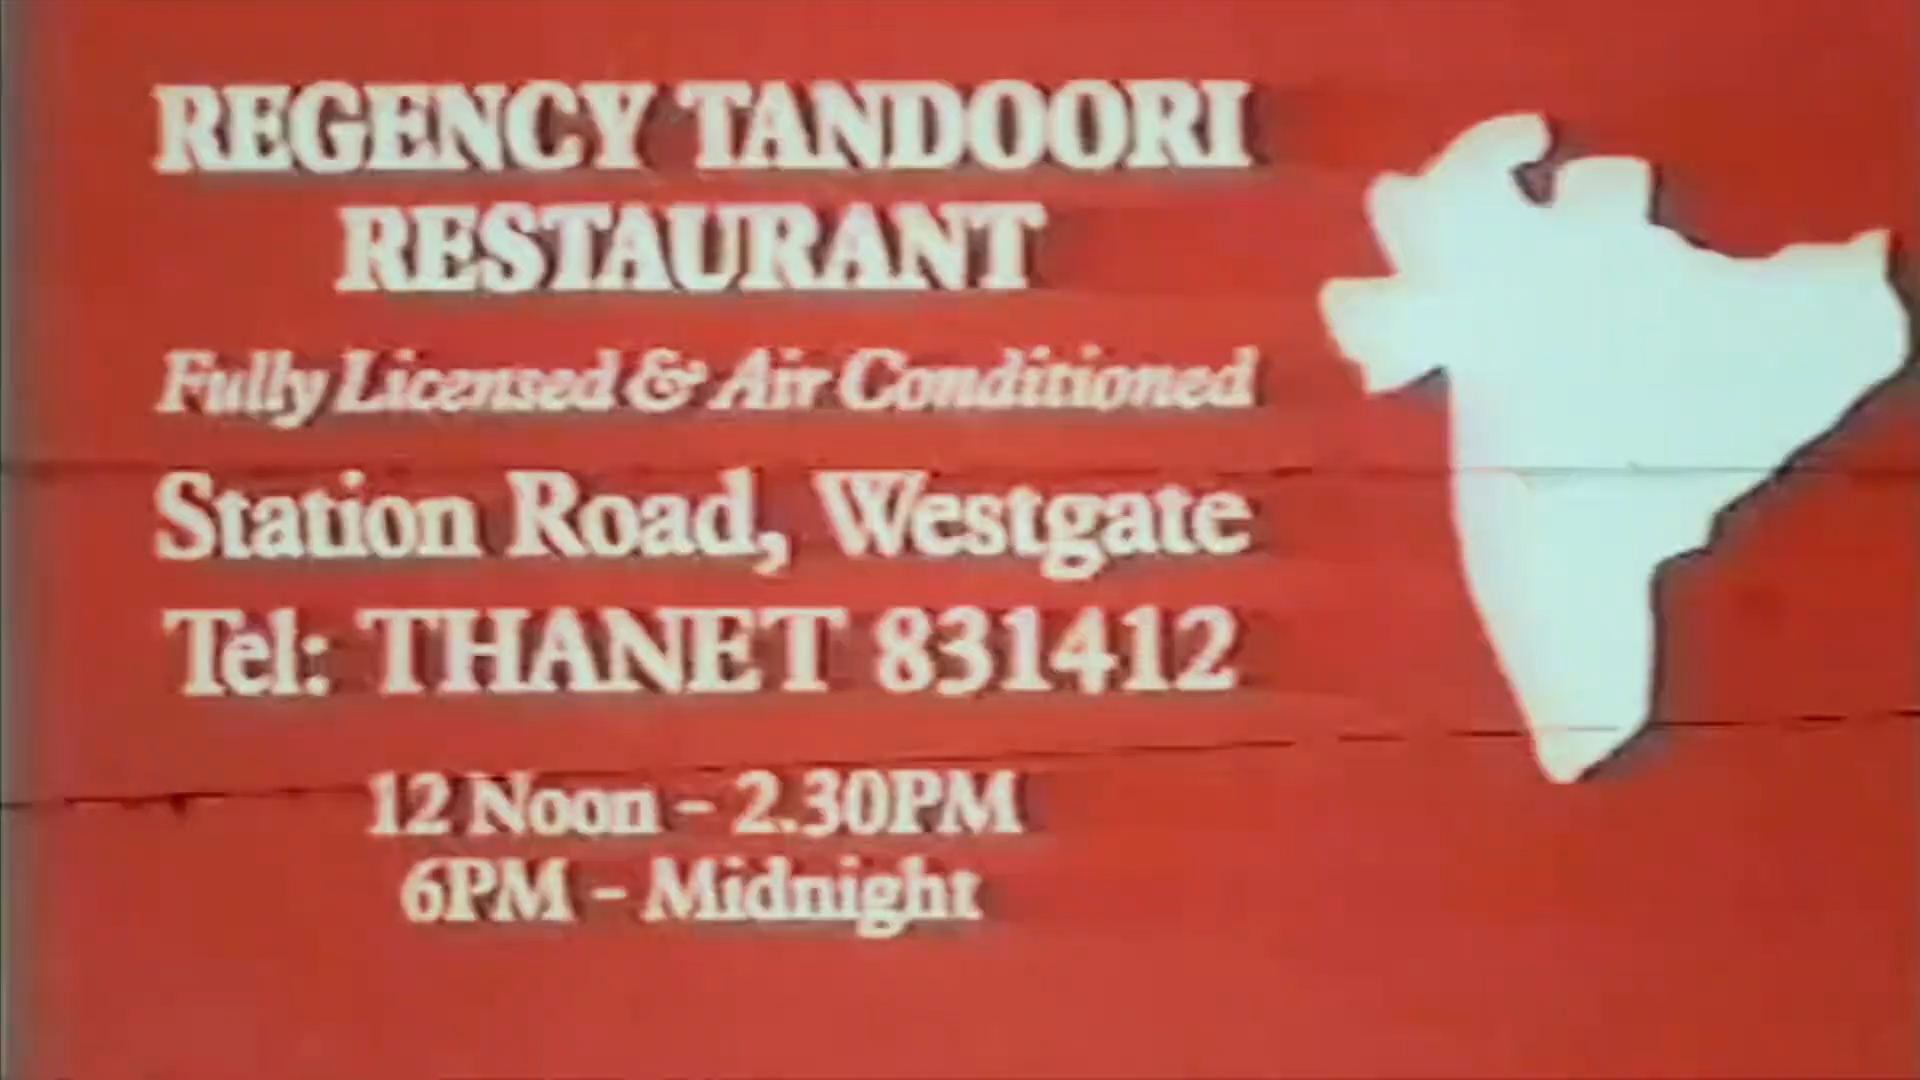 REGENCY TANDOORI
RESTAURANT
Fully Licensed & Air Conditioned
Station Road, Westgate
Tel: THANET 831412
12 Noon - 2.30PM
6PM - Midnight